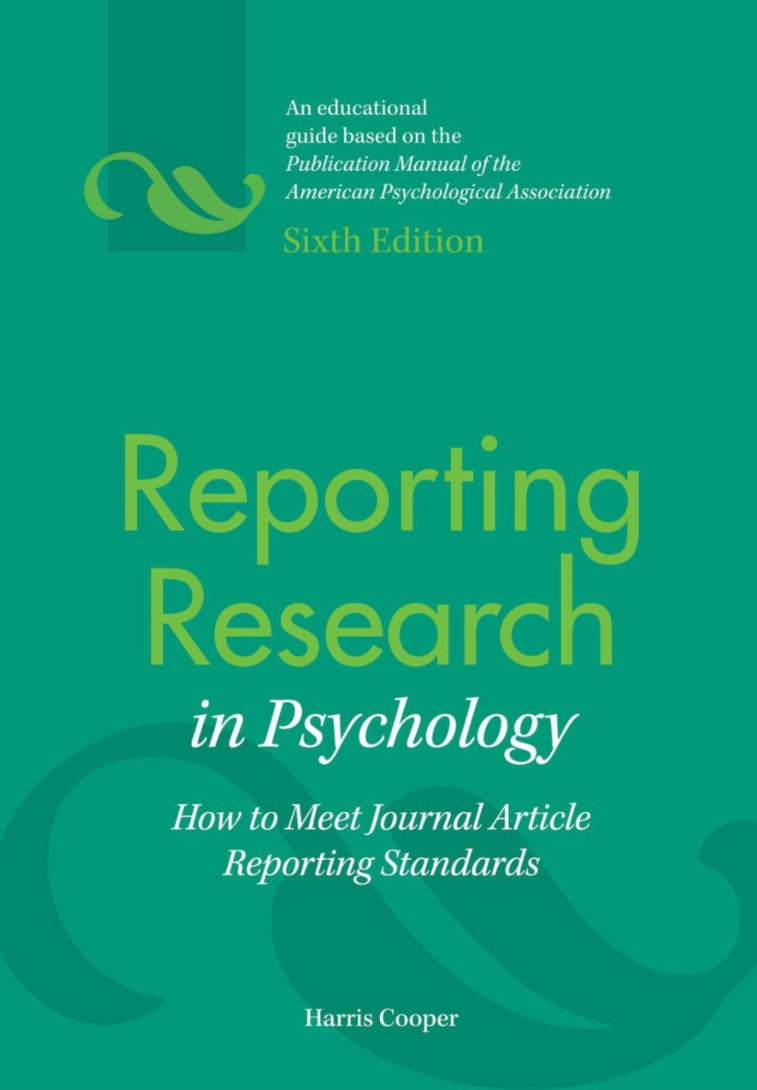 An educational
guide based on the
Publication Manual of the
American Psychological Association
Sixth Edition
Reporting
Research
in Psychology
How to Meet Journal Article
Reporting Standards
Harris Cooper